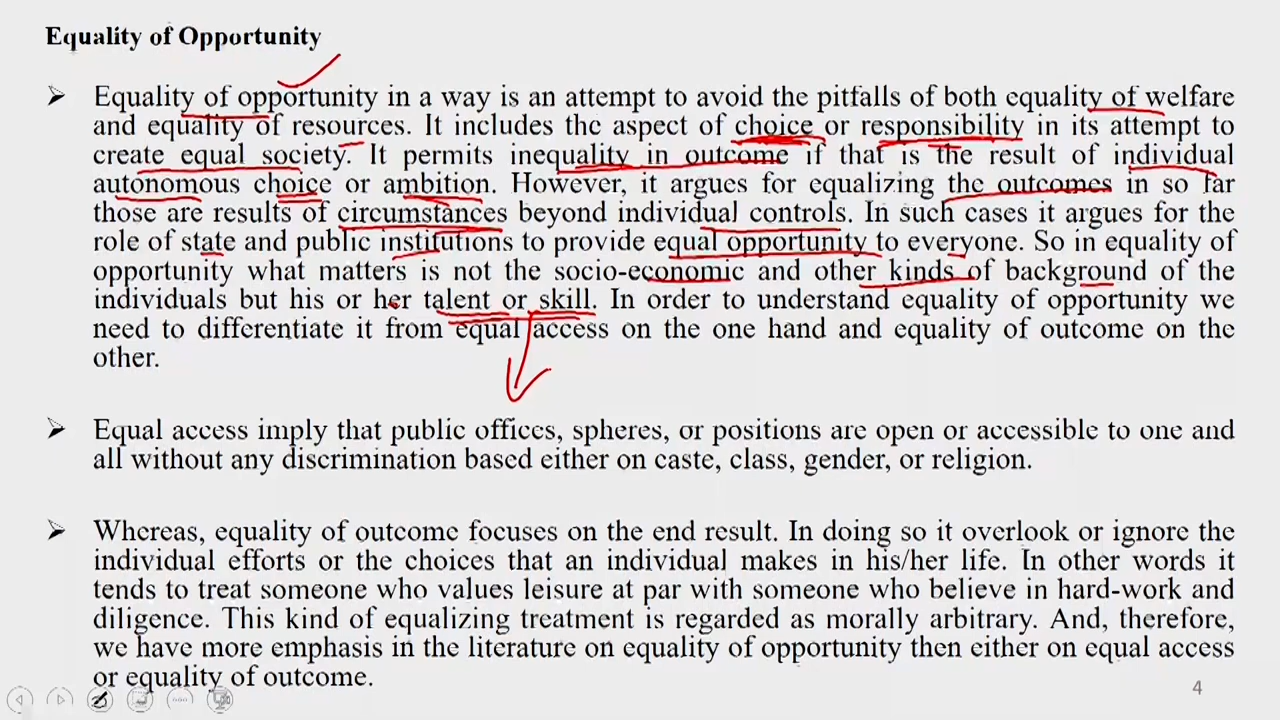 Equality of Opportunity
➢ Equality of opportunity in a way is an attempt to avoid the pitfalls of both equality of welfare
and equality of resources. It includes the aspect of choice or responsibility in its attempt to
create equal society. It permits inequality in outcome if that is the result of individual
autonomous choice or ambition. However, it argues for equalizing the outcomes in so far
those are results of circumstances beyond individual controls. In such cases it argues for the
role of state and public institutions to provide equal opportunity to everyone. So in equality of
opportunity what matters is not the socio-economic and other kinds of background of the
individuals but his or her talent or skill. In order to understand equality of opportunity we
need to differentiate it from equal access on the one hand and equality of outcome on the
other.
➢ Equal access imply that public offices, spheres, or positions are open or accessible to one and
all without any discrimination based either on caste, class, gender, or religion.
➢ Whereas, equality of outcome focuses on the end result. In doing so it overlook or ignore the
individual efforts or the choices that an individual makes in his/her life. In other words it
tends to treat someone who values leisure at par with someone who believe in hard-work and
diligence. This kind of equalizing treatment is regarded as morally arbitrary. And, therefore,
we have more emphasis in the literature on equality of opportunity then either on equal access
or equality of outcome.
4